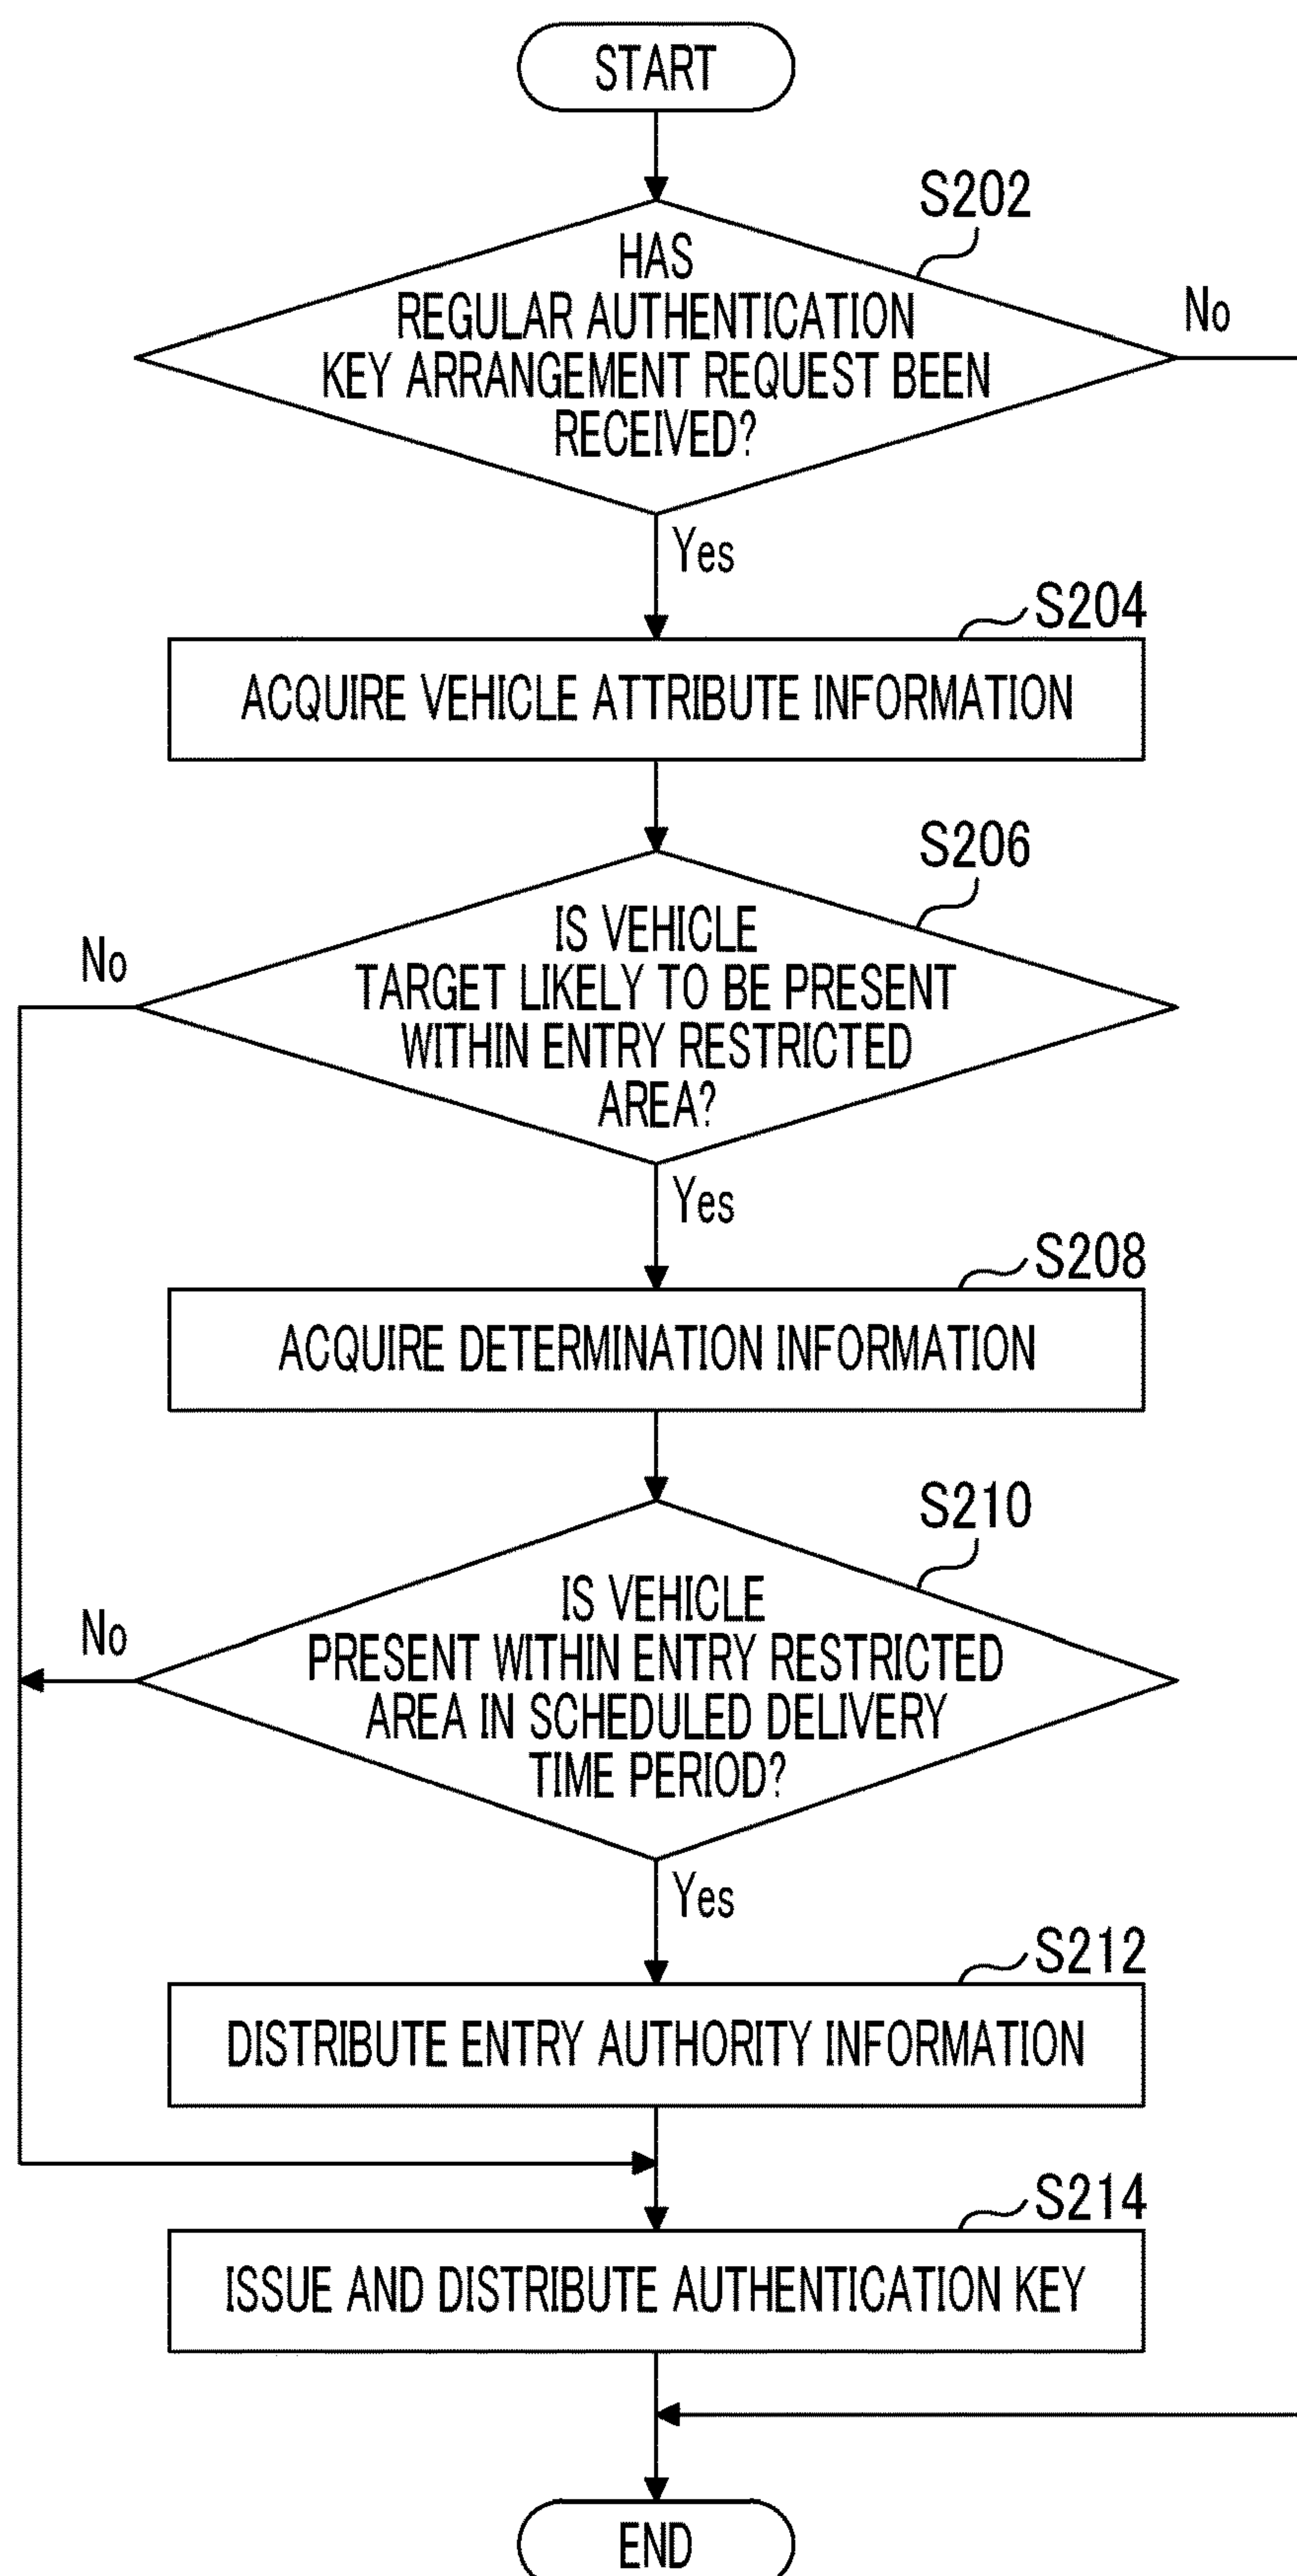 START
S202
HAS
REGULAR AUTHENTICATION
KEY ARRANGEMENT REQUEST BEEN
RECEIVED?
No
Yes
S204
ACQUIRE VEHICLE ATTRIBUTE INFORMATION
S206
IS VEHICLE
TARGET LIKELY TO BE PRESENT
WITHIN ENTRY RESTRICTED
AREA?
No
Yes
S208
ACQUIRE DETERMINATION INFORMATION
S210
IS VEHICLE
PRESENT WITHIN ENTRY RESTRICTED
AREA IN SCHEDULED DELIVERY
TIME PERIOD?
No
Yes
S212
DISTRIBUTE ENTRY AUTHORITY INFORMATION
S214
ISSUE AND DISTRIBUTE AUTHENTICATION KEY
END